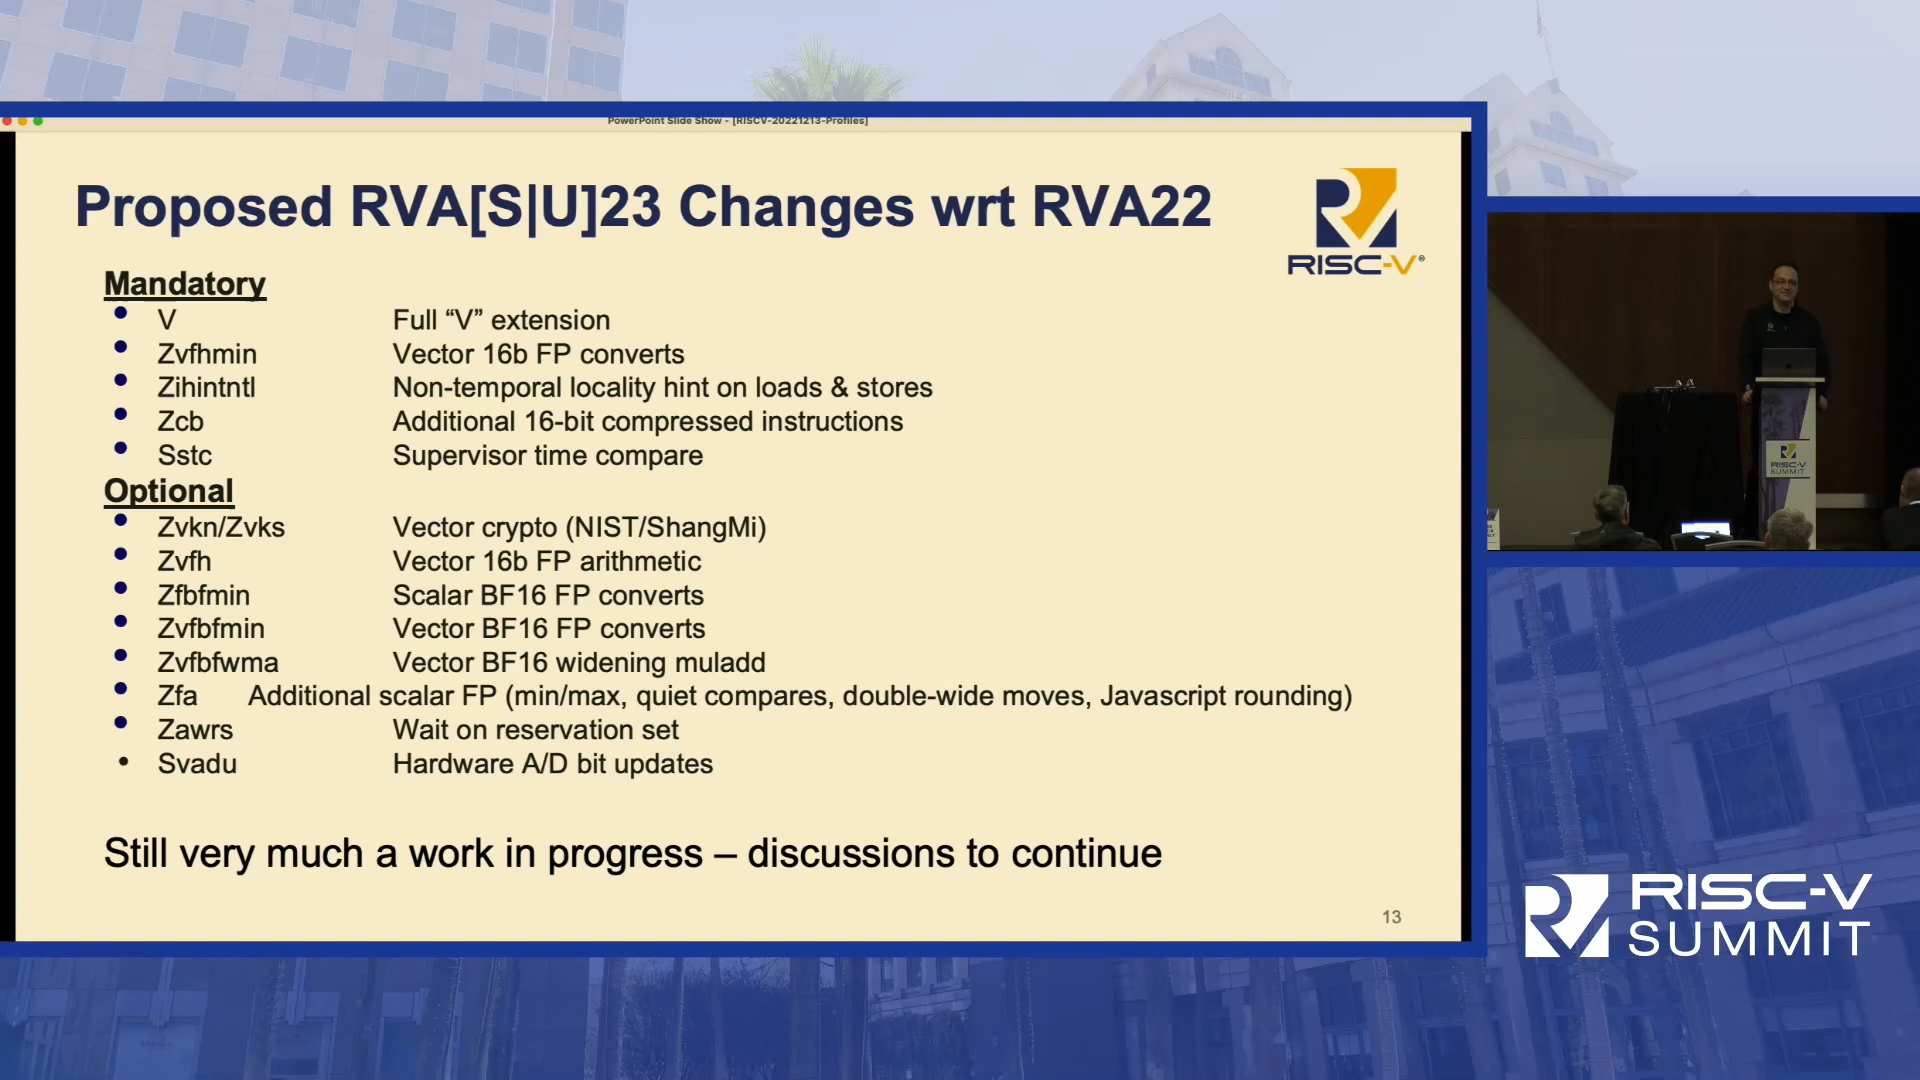 PowerPoint Slide Show - [RISCV-20221213-Profiles]
Proposed RVA[S|U]23 Changes wrt RVA22
RISC-V®
Mandatory
• V Full “V” extension
• Zvfhmin Vector 16b FP converts
• Zihintntl Non-temporal locality hint on loads & stores
• Zcb Additional 16-bit compressed instructions
• Sstc Supervisor time compare
Optional
• Zvkn/Zvks Vector crypto (NIST/ShangMi)
• Zvfh Vector 16b FP arithmetic
• Zfbfmin Scalar BF16 FP converts
• Zvfbfmin Vector BF16 FP converts
• Zvfbfwma Vector BF16 widening muladd
• Zfa Additional scalar FP (min/max, quiet compares, double-wide moves, Javascript rounding)
• Zawrs Wait on reservation set
• Svadu Hardware A/D bit updates
Still very much a work in progress – discussions to continue
13
RISC-V
SUMMIT
RISC-V
SUMMIT